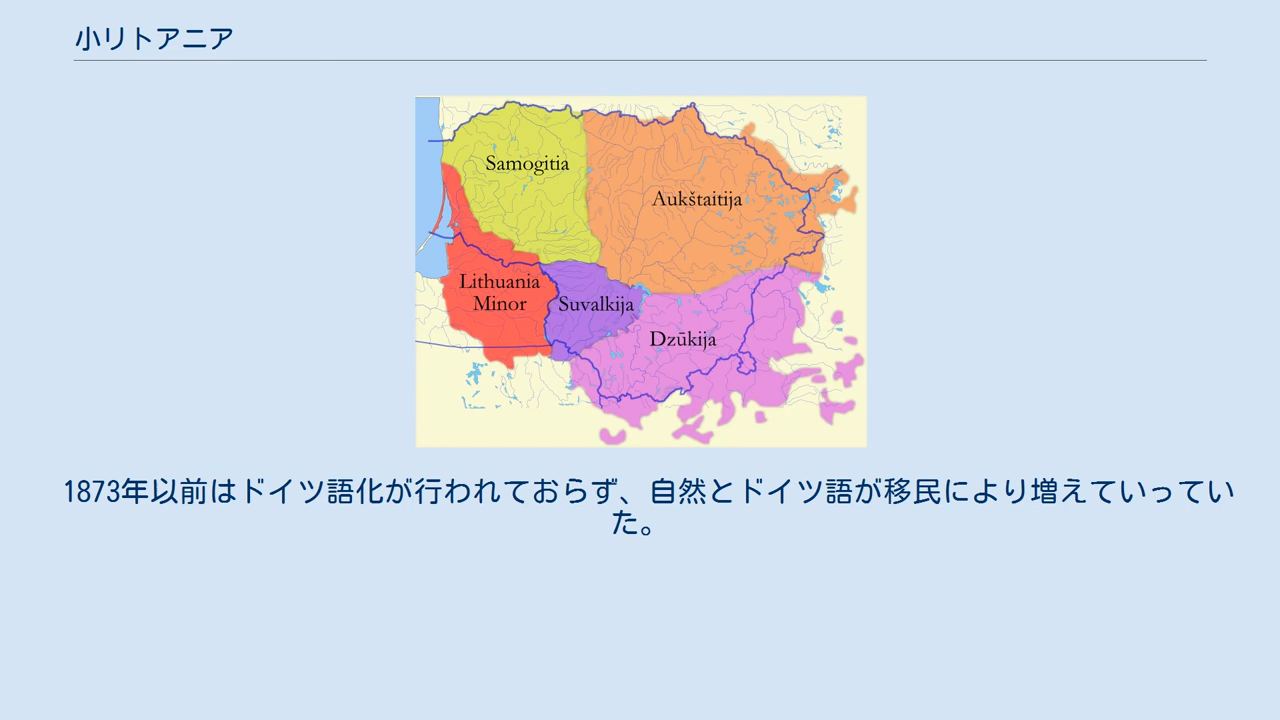 小リトアニア
Samogitia
Aukštaitija
Lithuania
Minor
Suvalkija
Dzūkija
1873年以前はドイツ語化が行われておらず、自然とドイツ語が移民により増えていってい
た。